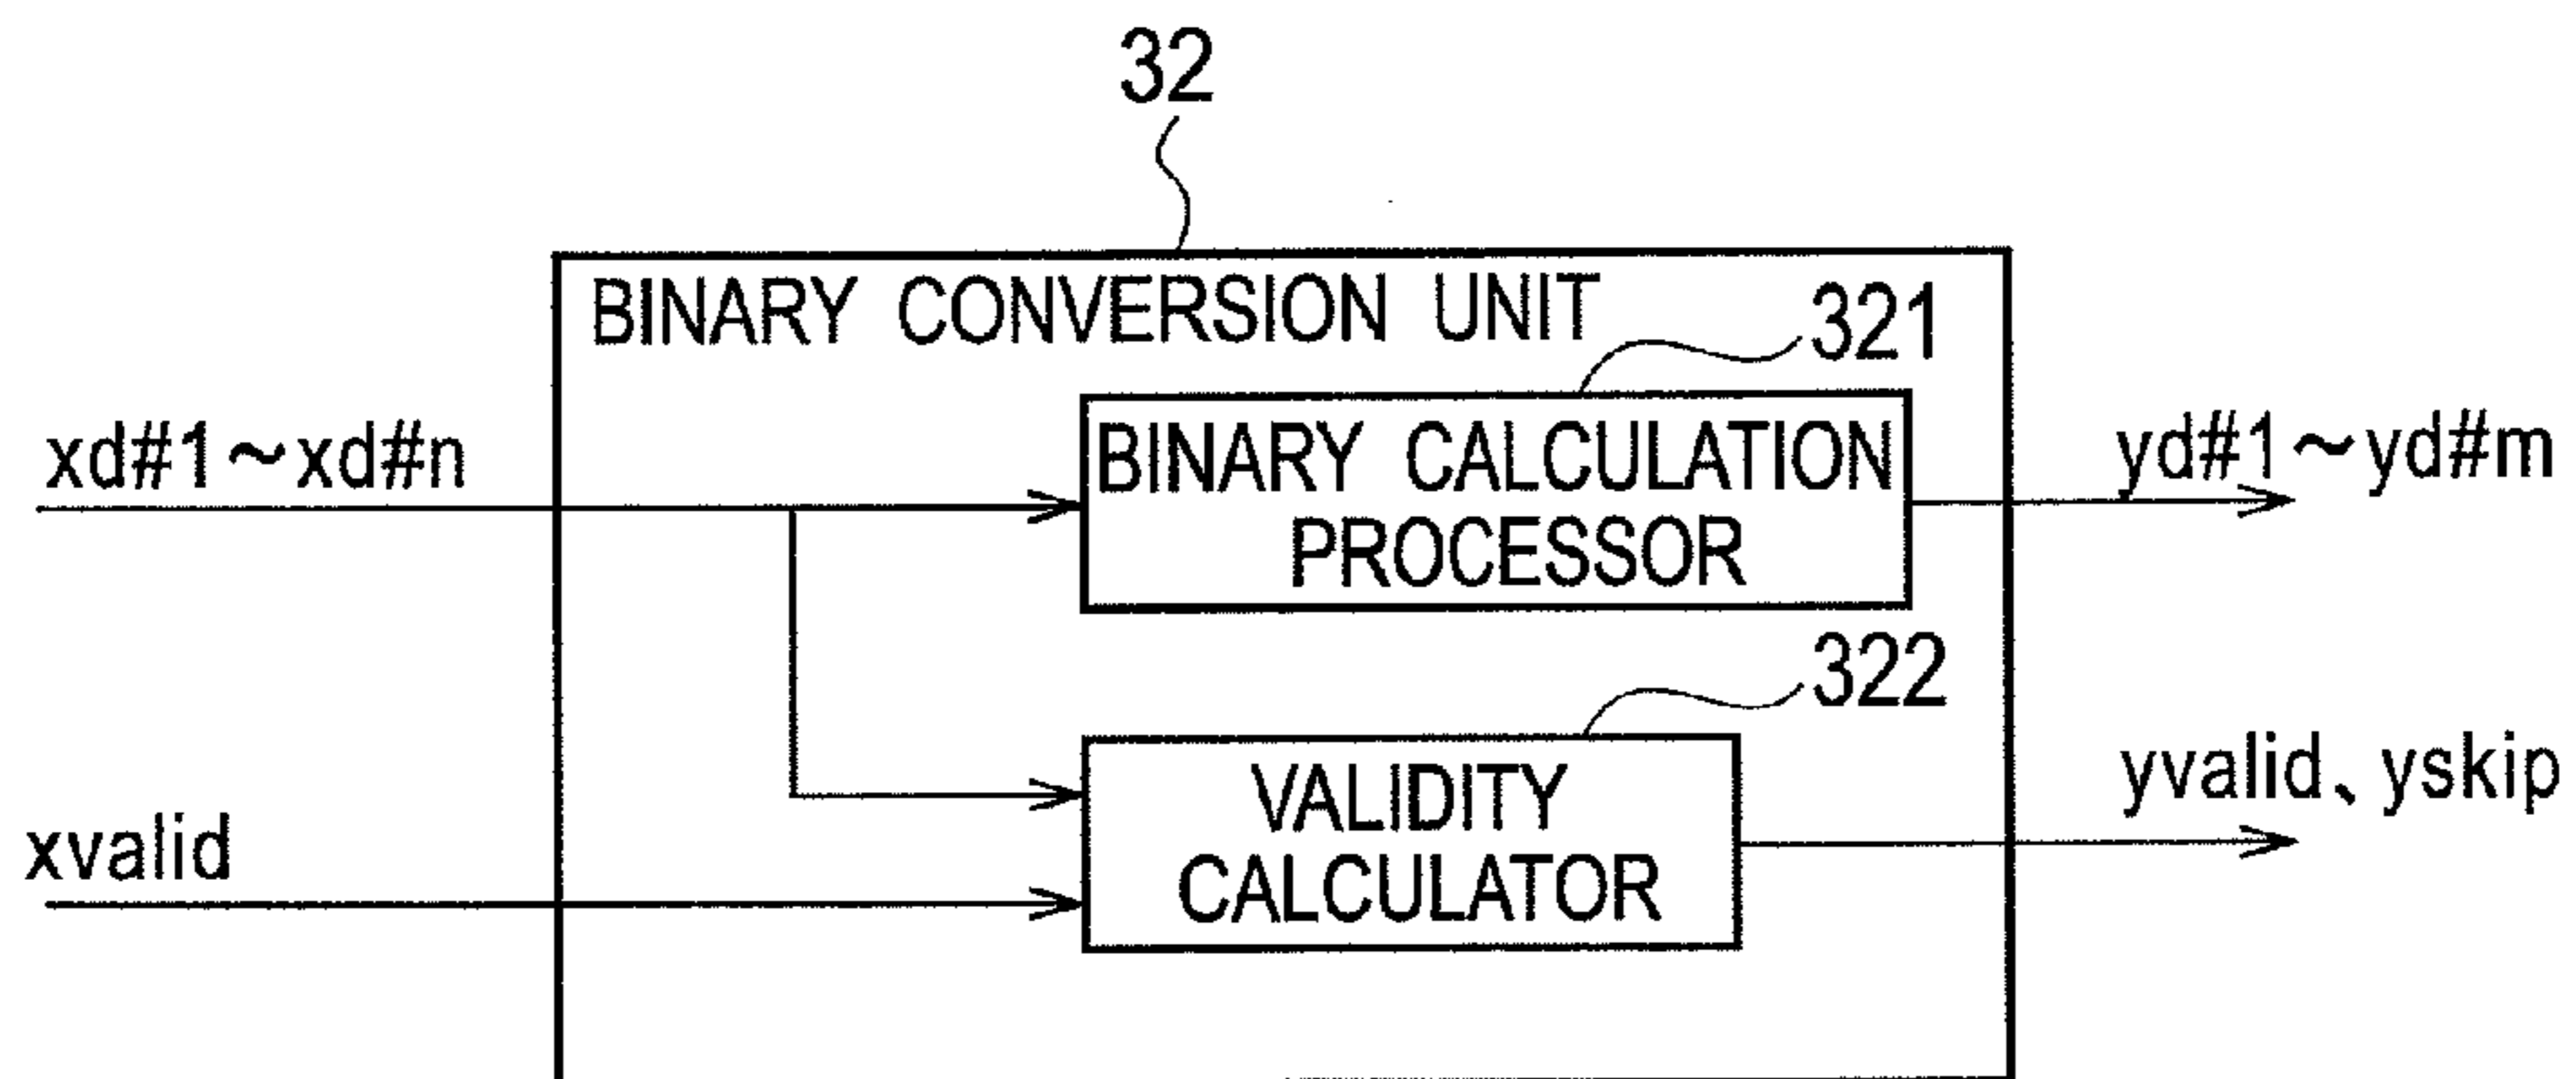 32
BINARY CONVERSION UNIT
321
xd#1~xd#n
BINARY CALCULATION
PROCESSOR
yd#1~yd#m
322
xvalid
VALIDITY
CALCULATOR
yvalid、yskip